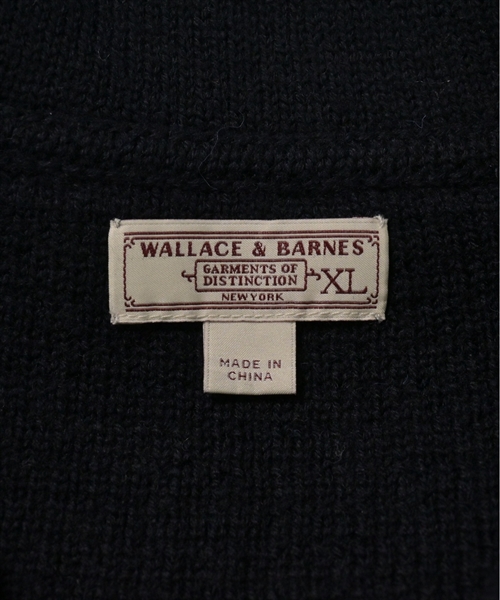 WALLACE & BARNES
GARMENTS OF
DISTINCTION
XL
NEW YORK
MADE IN
CHINA